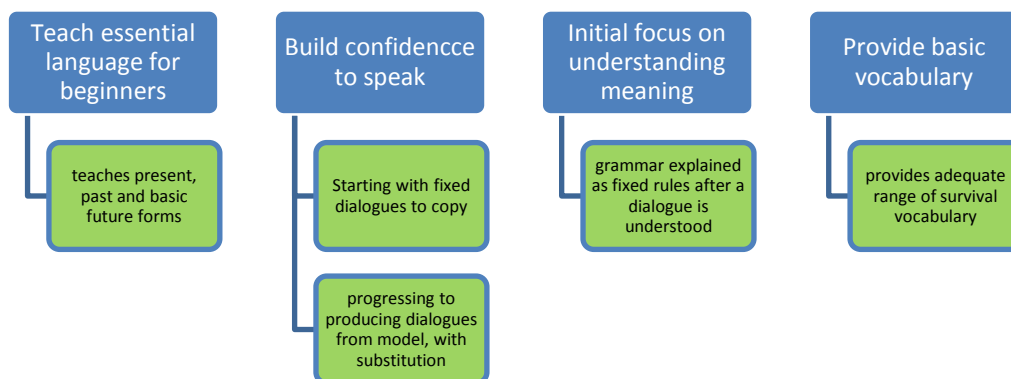 Teach essential
language for
beginners
teaches present,
past and basic
future forms
Build confidencce
to speak
Starting with fixed
dialogues to copy
progressing to
producing dialogues
from model, with
substitution
Initial focus on
understanding
meaning
grammar explained
as fixed rules after a
dialogue is
understood
Provide basic
vocabulary
provides adequate
range of survival
vocabulary